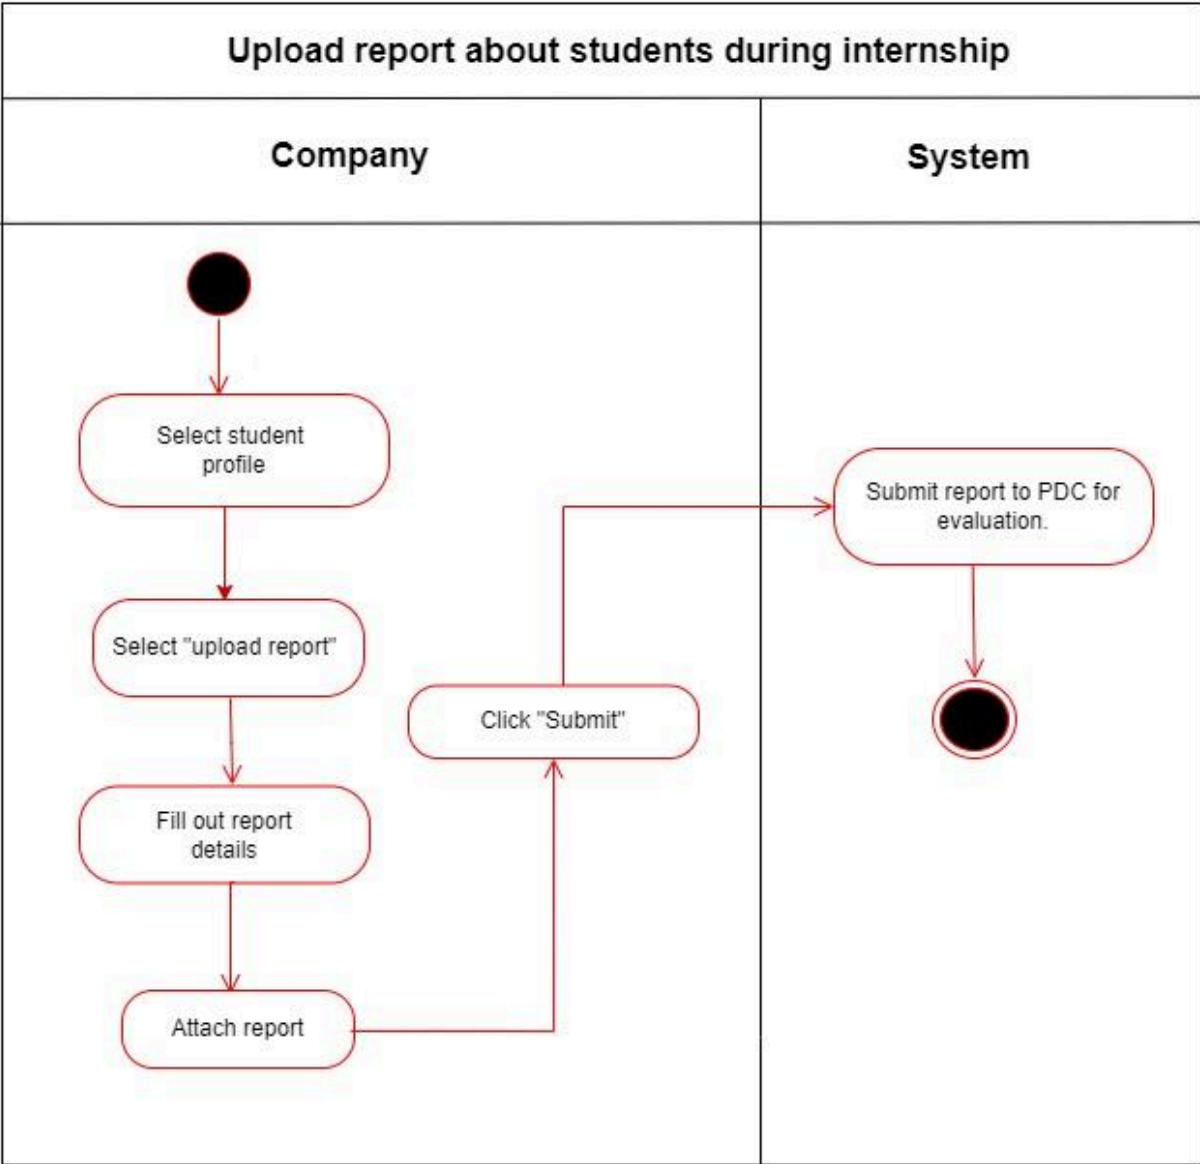 Upload report about students during internship
Company
System
Select student
profile
Select "upload report"
Fill out report
details
Attach report
Click "Submit"
Submit report to PDC for
evaluation.